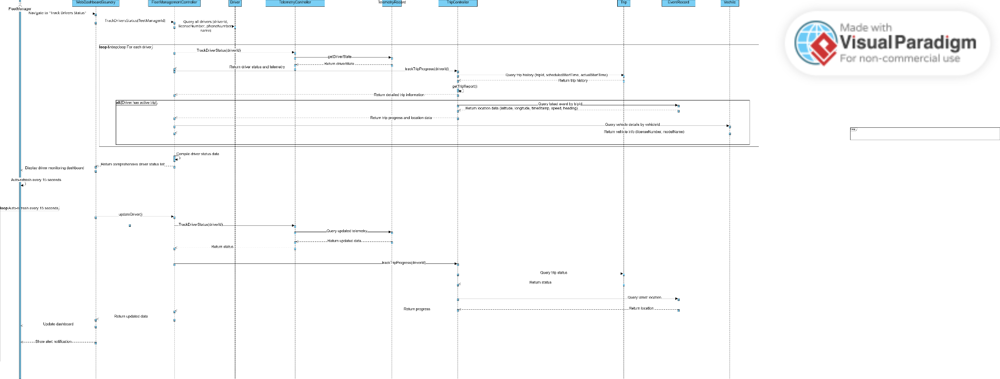 WebDashboardBoundry
FleetManagementController
Driver
TelemetryController
TelemetryRecord
TripController
Trip
EventRecord
Vechile
FleetManager
Navigate to "Track Drivers Status"
TrackDriversStatus(fleetManagerId)
Query all drivers (driverId,
licenseNumber, phoneNumber,
name)
Made with
Visual Paradigm
For non-commercial use
loop &nbsp;loop For each driver
TrackDriverStatus(driverId)
getDriverState
Return driverState
Return driver status and telemetry
trackTripProgress(driverId)
Query trip history (tripId, scheduledStartTime, actualStartTime)
Return trip history
getTripReport()
Return detailed trip information
alt [Driver has active trip]
Query latest event by tripId
Return location data (latitude, longitude, timeStamp, speed, heading)
Return trip progress and location data
Query vehicle details by vehicleId
Return vehicle info (licenseNumber, modelName)
loop
Compile driver status data
Return comprehensive driver status list
Display driver monitoring dashboard
Auto-refresh every 15 seconds
loop Auto-refresh every 15 seconds
updateDriver()
TrackDriverStatus(driverId)
Query updated telemetry
Return updated data
Return status
trackTripProgress(driverId)
Query trip status
Return status
Query latest location
Return location
Return progress
Return updated data
Update dashboard
Show alert notification